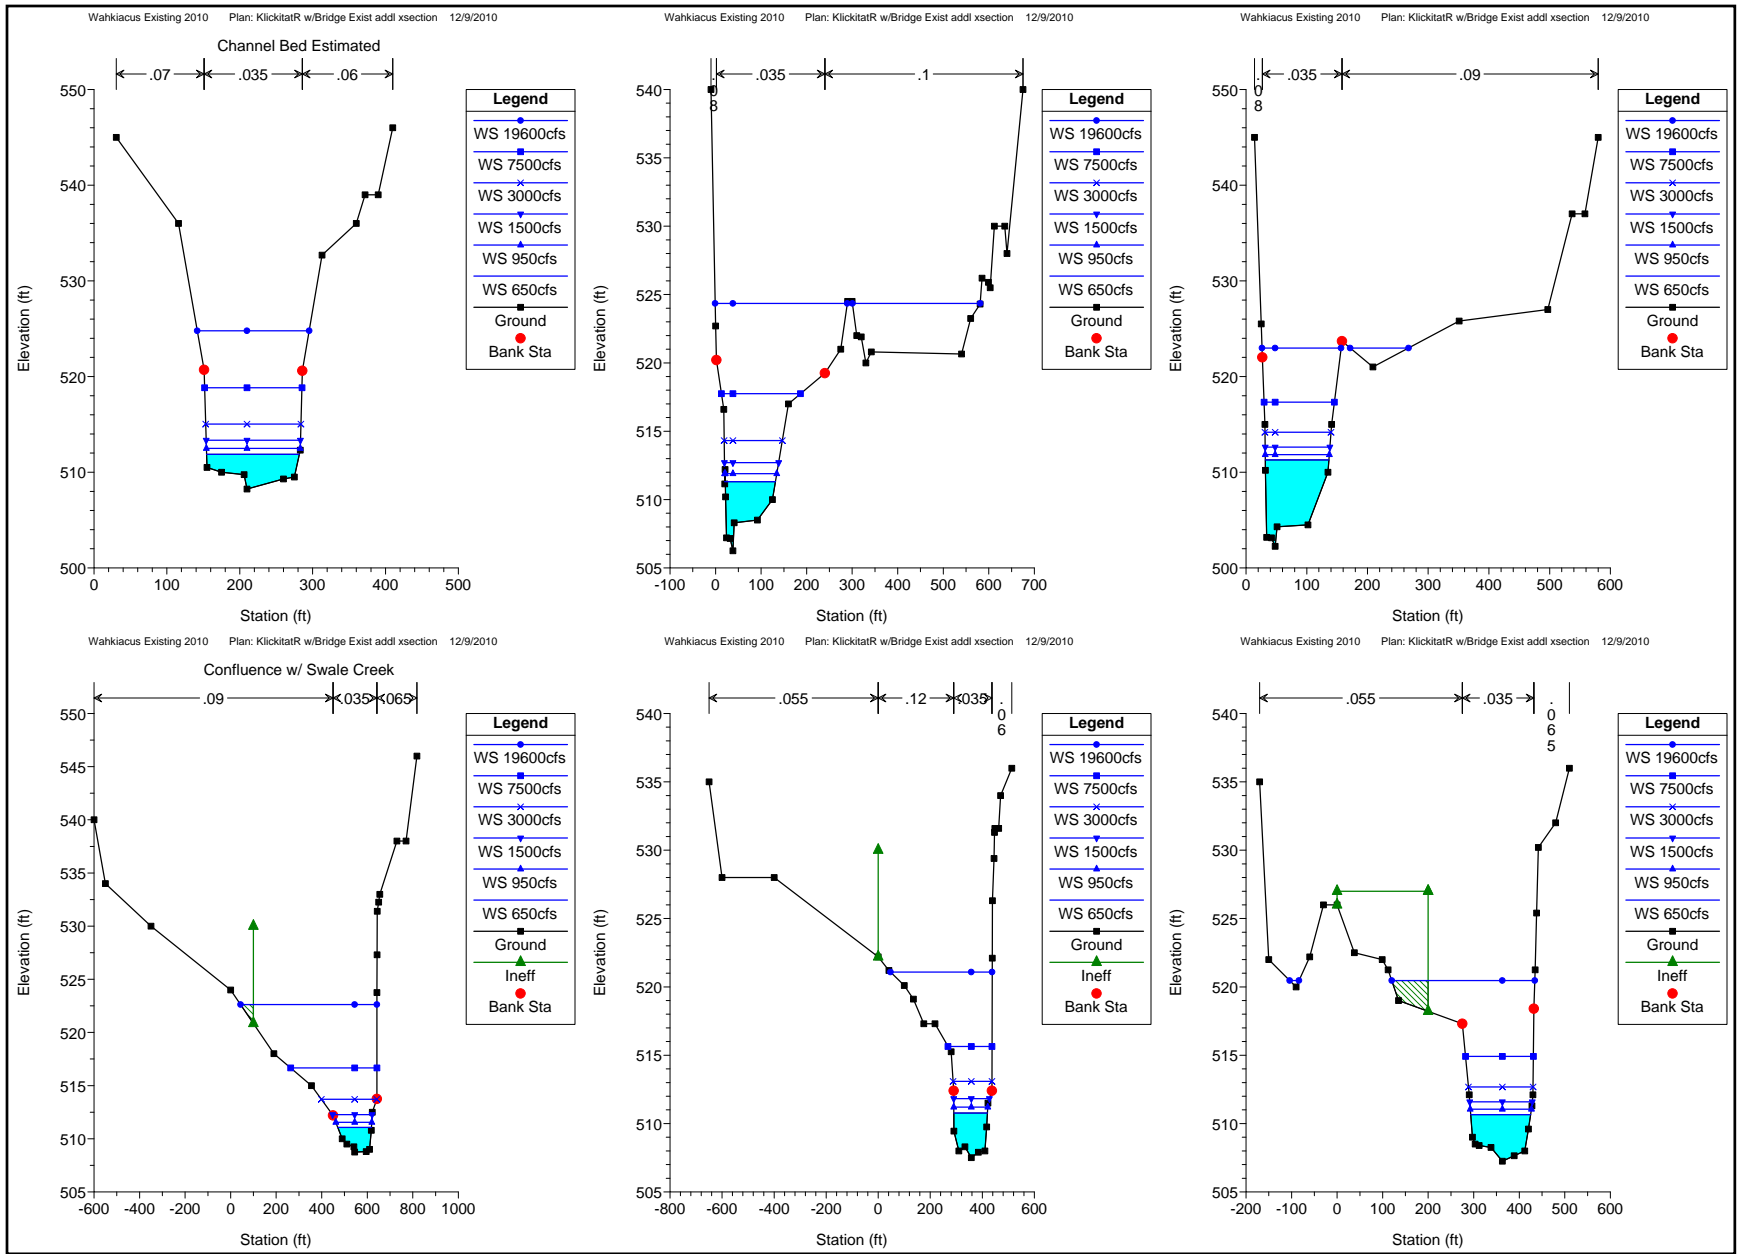 Wahkiacus Existing 2010 Plan: KlickitatR w/Bridge Exist addl xsection 12/9/2010
Channel Bed Estimated
.07 .035 .06
550
540
530
520
510
500
0 100 200 300 400 500
Elevation (ft)
Station (ft)
Legend
WS 19600cfs
WS 7500cfs
WS 3000cfs
WS 1500cfs
WS 950cfs
WS 650cfs
Ground
Bank Sta
Wahkiacus Existing 2010 Plan: KlickitatR w/Bridge Exist addl xsection 12/9/2010
.08 .035 .1
540
535
530
525
520
515
510
505
-100 0 100 200 300 400 500 600 700
Elevation (ft)
Station (ft)
Legend
WS 19600cfs
WS 7500cfs
WS 3000cfs
WS 1500cfs
WS 950cfs
WS 650cfs
Ground
Bank Sta
Wahkiacus Existing 2010 Plan: KlickitatR w/Bridge Exist addl xsection 12/9/2010
.08 .035 .09
550
540
530
520
510
500
0 100 200 300 400 500 600
Elevation (ft)
Station (ft)
Legend
WS 19600cfs
WS 7500cfs
WS 3000cfs
WS 1500cfs
WS 950cfs
WS 650cfs
Ground
Bank Sta
Wahkiacus Existing 2010 Plan: KlickitatR w/Bridge Exist addl xsection 12/9/2010
Confluence w/ Swale Creek
.09 .035 .065
550
545
540
535
530
525
520
515
510
505
-600 -400 -200 0 200 400 600 800 1000
Elevation (ft)
Station (ft)
Legend
WS 19600cfs
WS 7500cfs
WS 3000cfs
WS 1500cfs
WS 950cfs
WS 650cfs
Ground
Ineff
Bank Sta
Wahkiacus Existing 2010 Plan: KlickitatR w/Bridge Exist addl xsection 12/9/2010
.055 .12 .035 .06
540
535
530
525
520
515
510
505
-800 -600 -400 -200 0 200 400 600
Elevation (ft)
Station (ft)
Legend
WS 19600cfs
WS 7500cfs
WS 3000cfs
WS 1500cfs
WS 950cfs
WS 650cfs
Ground
Ineff
Bank Sta
Wahkiacus Existing 2010 Plan: KlickitatR w/Bridge Exist addl xsection 12/9/2010
.055 .035 .065
540
535
530
525
520
515
510
505
-200 -100 0 100 200 300 400 500 600
Elevation (ft)
Station (ft)
Legend
WS 19600cfs
WS 7500cfs
WS 3000cfs
WS 1500cfs
WS 950cfs
WS 650cfs
Ground
Ineff
Bank Sta